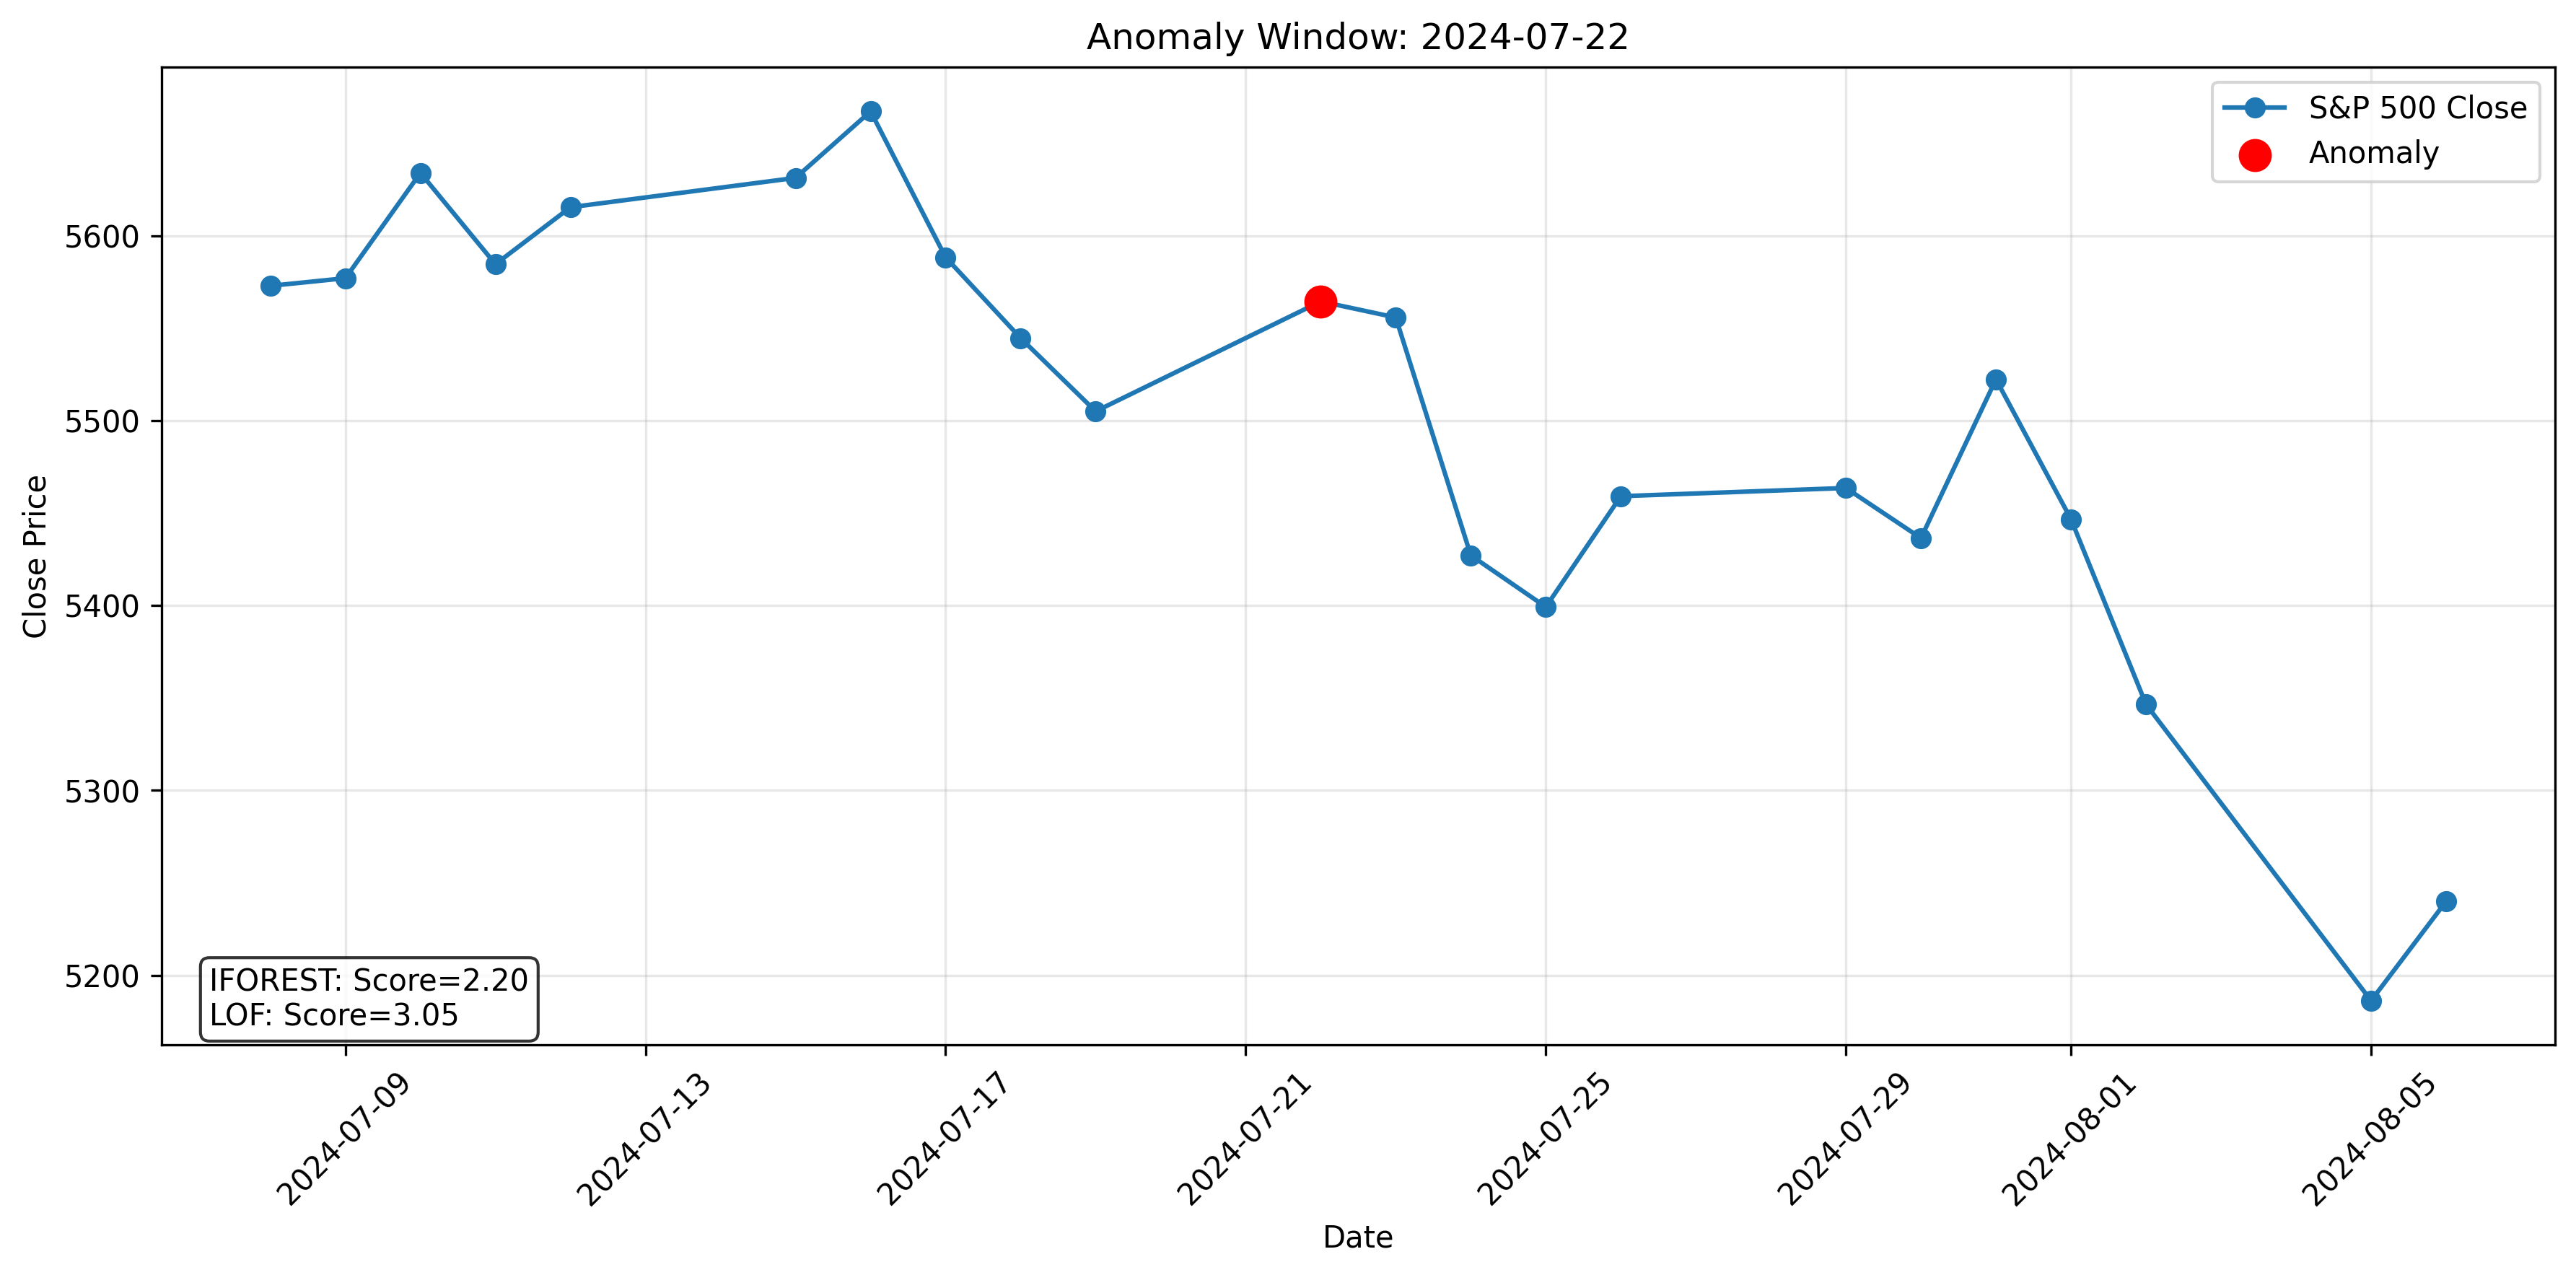 Anomaly Window: 2024-07-22
S&P 500 Close
Anomaly
Close Price
5600
5500
5400
5300
5200
IFOREST: Score=2.20
LOF: Score=3.05
2024-07-09
2024-07-13
2024-07-17
2024-07-21
2024-07-25
2024-07-29
2024-08-01
2024-08-05
Date